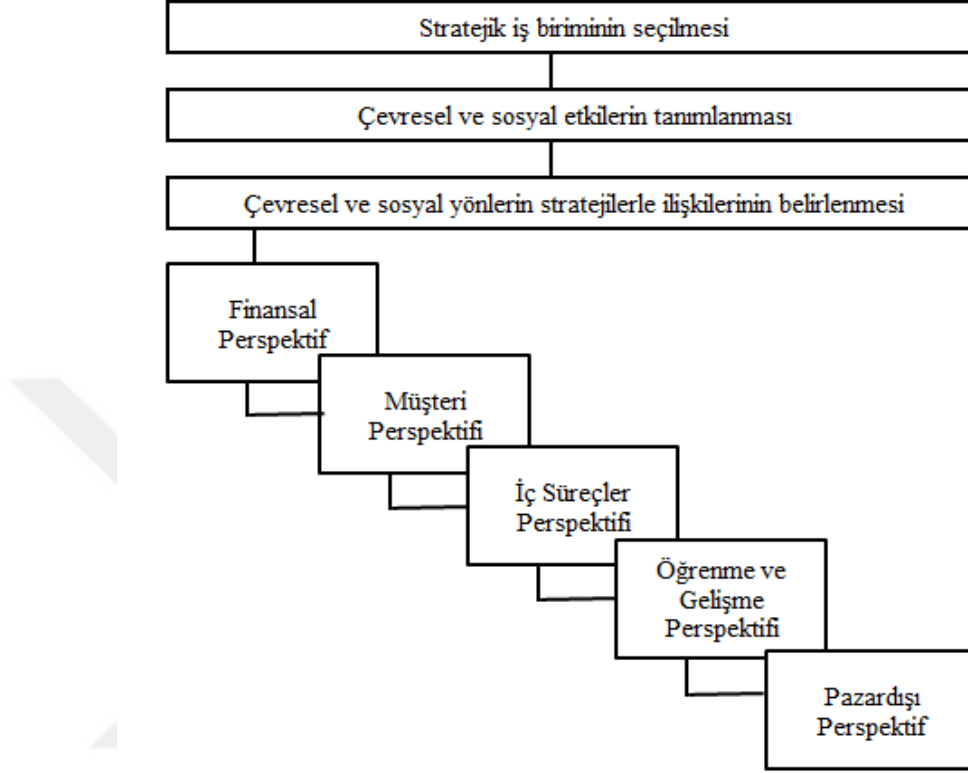 Stratejik iş biriminin seçilmesi
Çevresel ve sosyal etkilerin tanımlanması
Çevresel ve sosyal yönlerin stratejilerle ilişkilerinin belirlenmesi
Finansal
Perspektif
Müşteri
Perspektifi
İç Süreçler
Perspektifi
Öğrenme ve
Gelişme
Perspektifi
Pazardışı
Perspektif